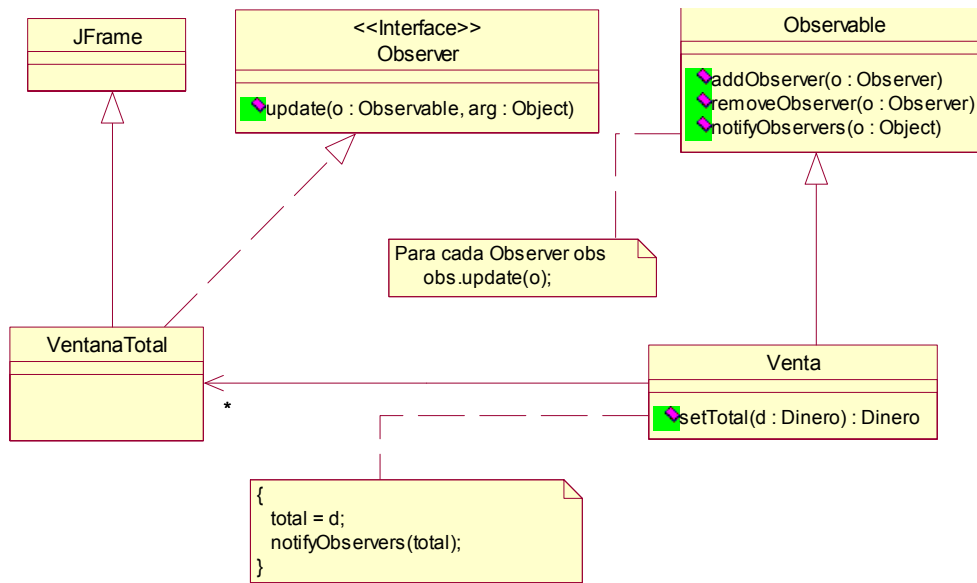 JFrame
<<Interface>>
Observer
update(o : Observable, arg : Object)
Observable
addObserver(o : Observer)
removeObserver(o : Observer)
notifyObservers(o : Object)
Para cada Observer obs
obs.update(o);
VentanaTotal
*
Venta
setTotal(d : Dinero) : Dinero
{
total = d;
notifyObservers(total);
}